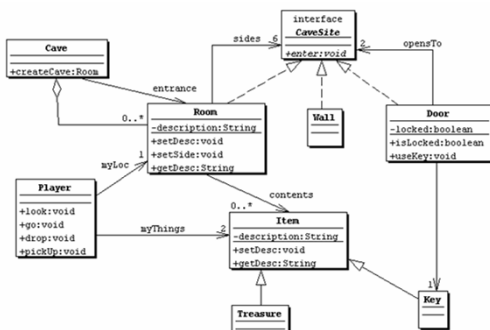 interface
CaveSite
+enter:void
Cave
+createCave:Room
sides
6
2
opensTo
entrance
0..*
Room
-description:String
+setDesc:void
+setSide:void
+getDesc:String
Wall
Door
-locked:boolean
+isLocked:boolean
+useKey:void
1
myLoc
Player
+look:void
+go:void
+drop:void
+pickUp:void
contents
0..*
myThings
2
Item
-description:String
+setDesc:void
+getDesc:String
1
Key
Treasure